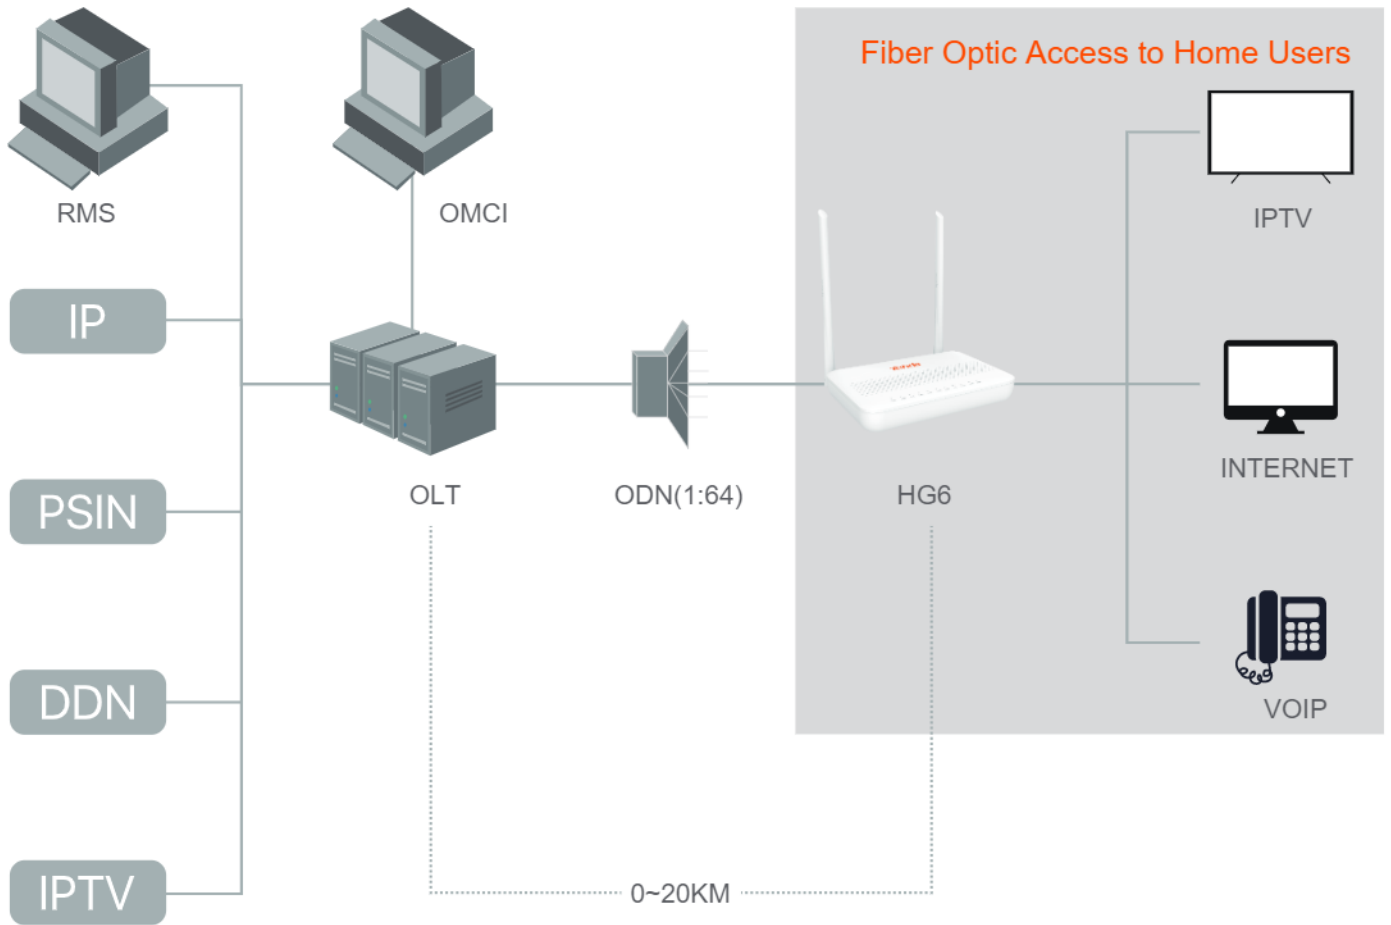 Fiber Optic Access to Home Users
RMS
OMCI
IPTV
IP
INTERNET
OLT
ODN(1:64)
HG6
PSIN
DDN
VOIP
IPTV
0~20KM